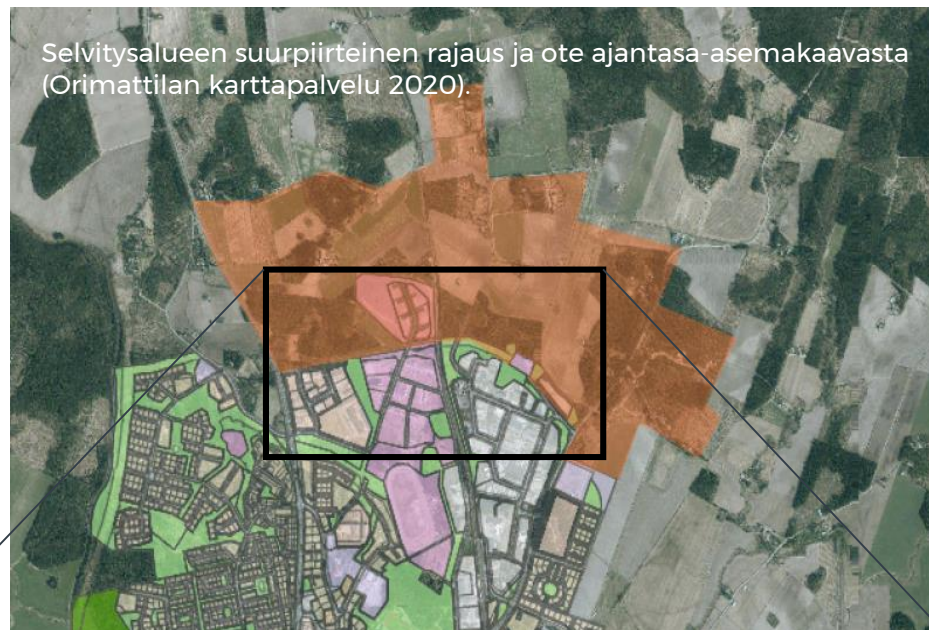 Selvitysalueen suurpiirteinen rajaus ja ote ajantasa-asemakaavasta
(Orimattilan karttapalvelu 2020).